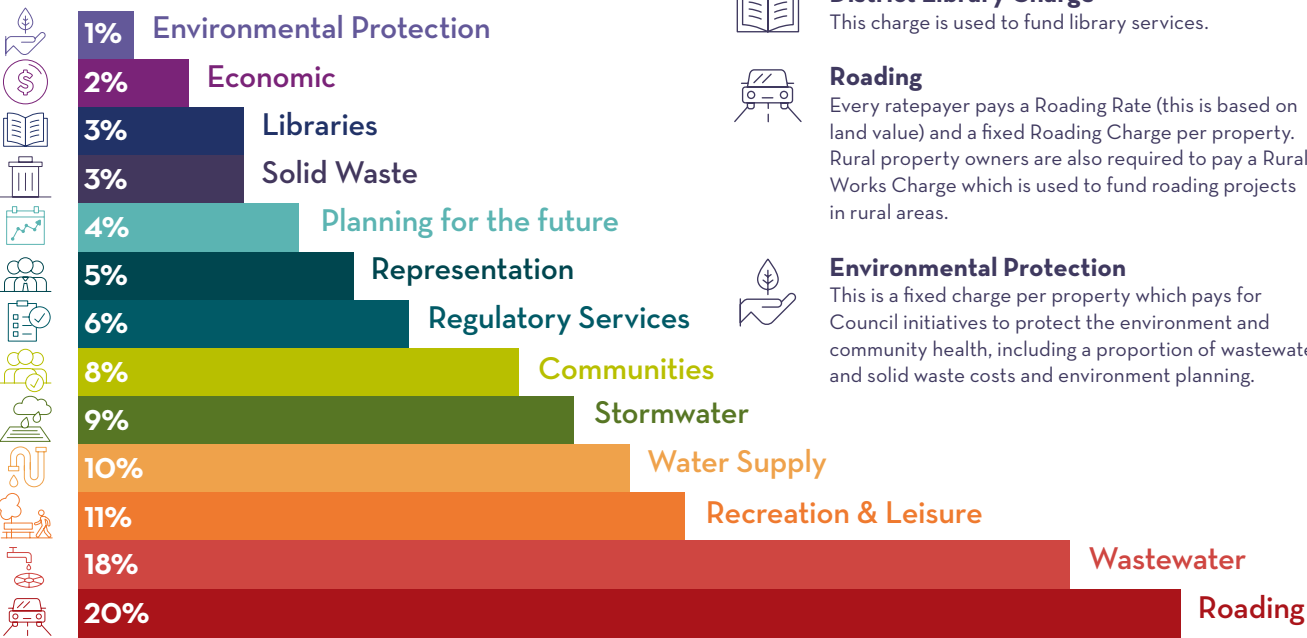 1% Environmental Protection
2% Economic
3% Libraries
3% Solid Waste
4% Planning for the future
5% Representation
6% Regulatory Services
8% Communities
9% Stormwater
10% Water Supply
11% Recreation & Leisure
18% Wastewater
20% Roading
District Library Charge
This charge is used to fund library services.
Roading
Every ratepayer pays a Roading Rate (this is based on
land value) and a fixed Roading Charge per property.
Rural property owners are also required to pay a Rural
Works Charge which is used to fund roading projects
in rural areas.
Environmental Protection
This is a fixed charge per property which pays for
Council initiatives to protect the environment and
community health, including a proportion of wastewate
and solid waste costs and environment planning.